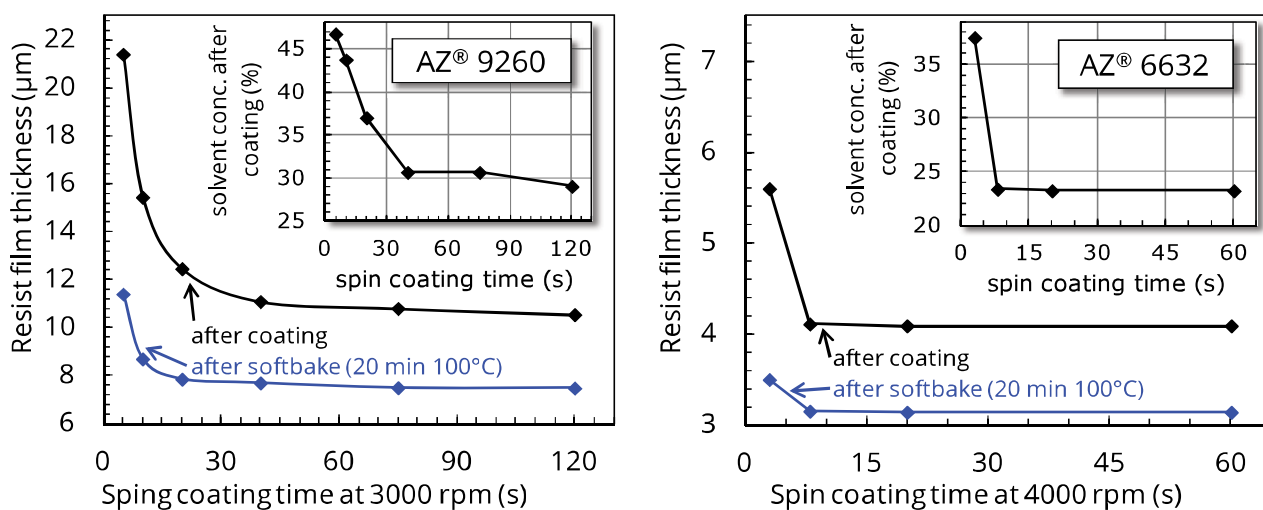 Resist film thickness (µm)
22
20
18
16
14
12
10
8
6
0 30 60 90 120
Sping coating time at 3000 rpm (s)
after coating
after softbake (20 min 100°C)
AZ® 9260
solvent conc. after
coating (%)
45
40
35
30
25
0 30 60 90 120
spin coating time (s)
Resist film thickness (µm)
7
6
5
4
3
0 15 30 45 60
Spin coating time at 4000 rpm (s)
after coating
after softbake (20 min 100°C)
AZ® 6632
solvent conc. after
coating (%)
35
30
25
20
0 15 30 45 60
spin coating time (s)